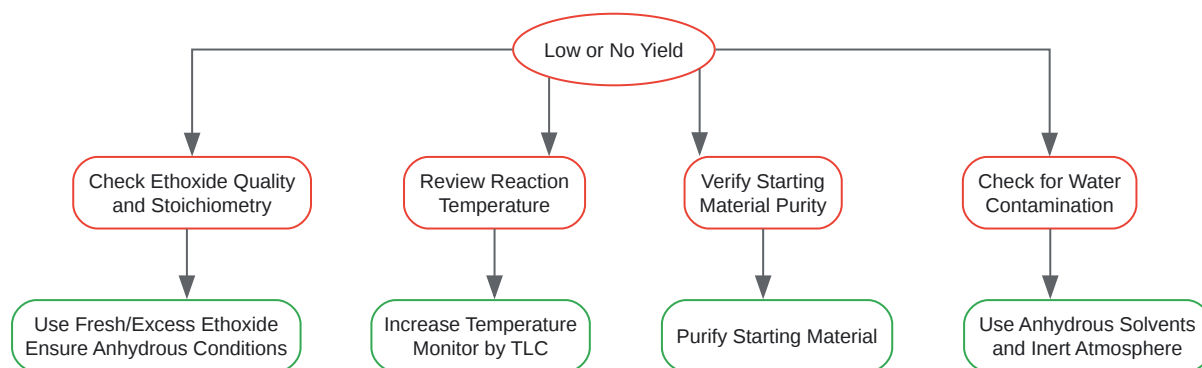 Low or No Yield
Check Ethoxide Quality
and Stoichiometry
Review Reaction
Temperature
Verify Starting
Material Purity
Check for Water
Contamination
Use Fresh/Excess Ethoxide
Ensure Anhydrous Conditions
Increase Temperature
Monitor by TLC
Purify Starting Material
Use Anhydrous Solvents
and Inert Atmosphere